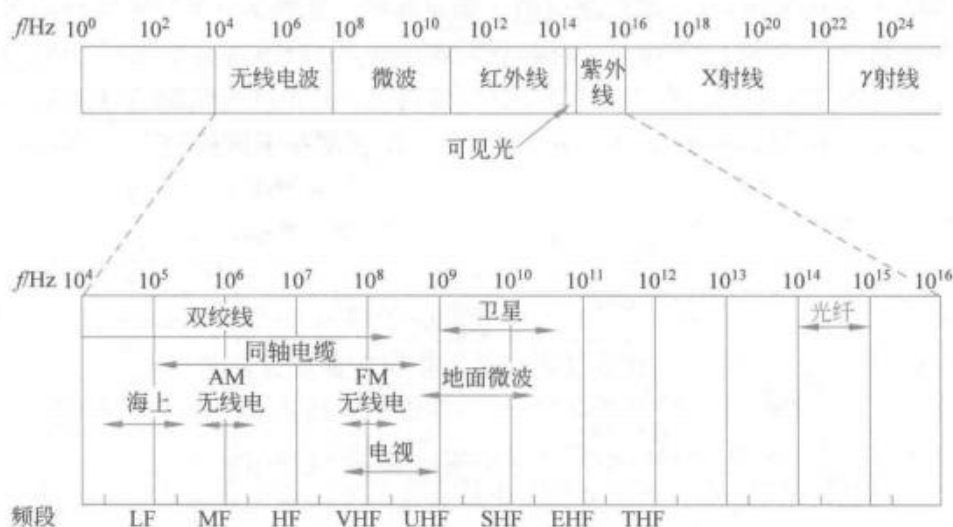 f/Hz 10⁰ 10² 10⁴ 10⁶ 10⁸ 10¹⁰ 10¹² 10¹⁴ 10¹⁶ 10¹⁸ 10²⁰ 10²² 10²⁴
无线电波 微波 红外线 紫外线 X射线 γ射线
可见光
f/Hz 10⁴ 10⁵ 10⁶ 10⁷ 10⁸ 10⁹ 10¹⁰ 10¹¹ 10¹² 10¹³ 10¹⁴ 10¹⁵ 10¹⁶
双绞线 卫星 光纤
同轴电缆
AM FM 地面微波
海上 无线电 无线电
电视
频段 LF MF HF VHF UHF SHF EHF THF